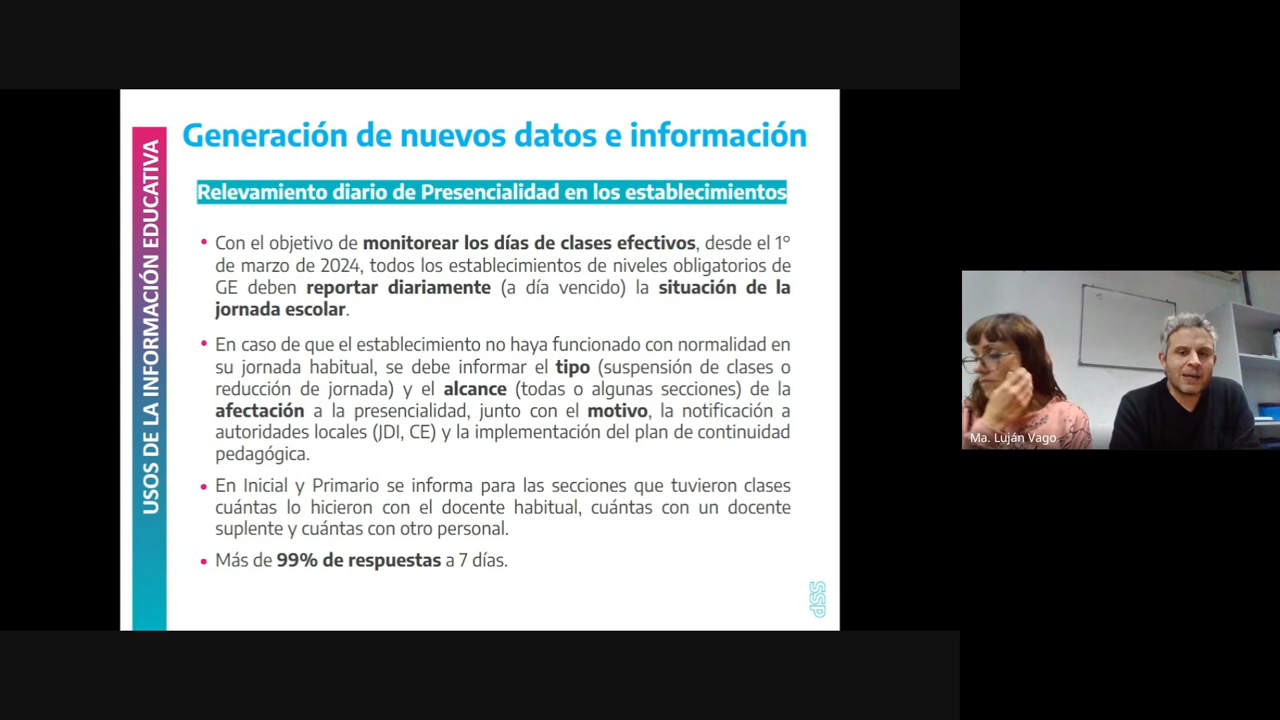 USOS DE LA INFORMACIÓN EDUCATIVA
Generación de nuevos datos e información
Relevamiento diario de Presencialidad en los establecimientos
• Con el objetivo de monitorear los días de clases efectivos, desde el 1°
de marzo de 2024, todos los establecimientos de niveles obligatorios de
GE deben reportar diariamente (a día vencido) la situación de la
jornada escolar.
• En caso de que el establecimiento no haya funcionado con normalidad en
su jornada habitual, se debe informar el tipo (suspensión de clases o
reducción de jornada) y el alcance (todas o algunas secciones) de la
afectación a la presencialidad, junto con el motivo, la notificación a
autoridades locales (JDI, CE) y la implementación del plan de continuidad
pedagógica.
• En Inicial y Primario se informa para las secciones que tuvieron clases
cuántas lo hicieron con el docente habitual, cuántas con un docente
suplente y cuántas con otro personal.
• Más de 99% de respuestas a 7 días.
Ma. Luján Vago